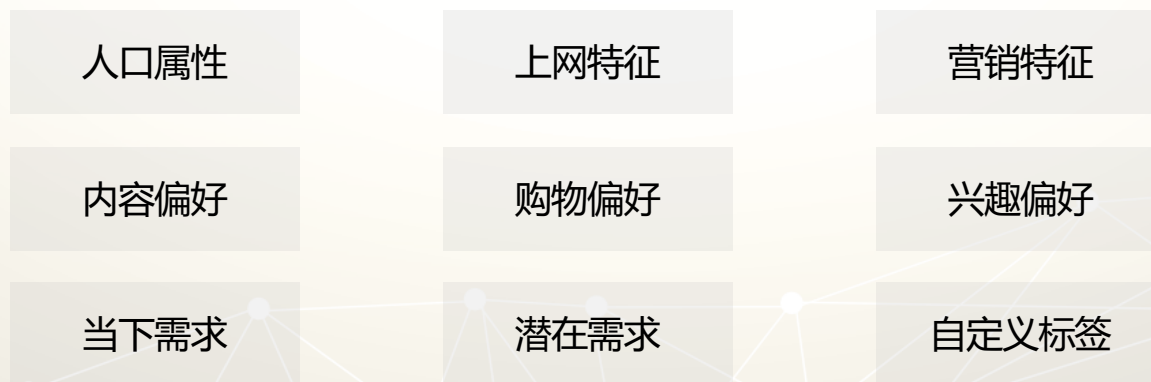 人口属性
上网特征
营销特征
内容偏好
购物偏好
兴趣偏好
当下需求
潜在需求
自定义标签